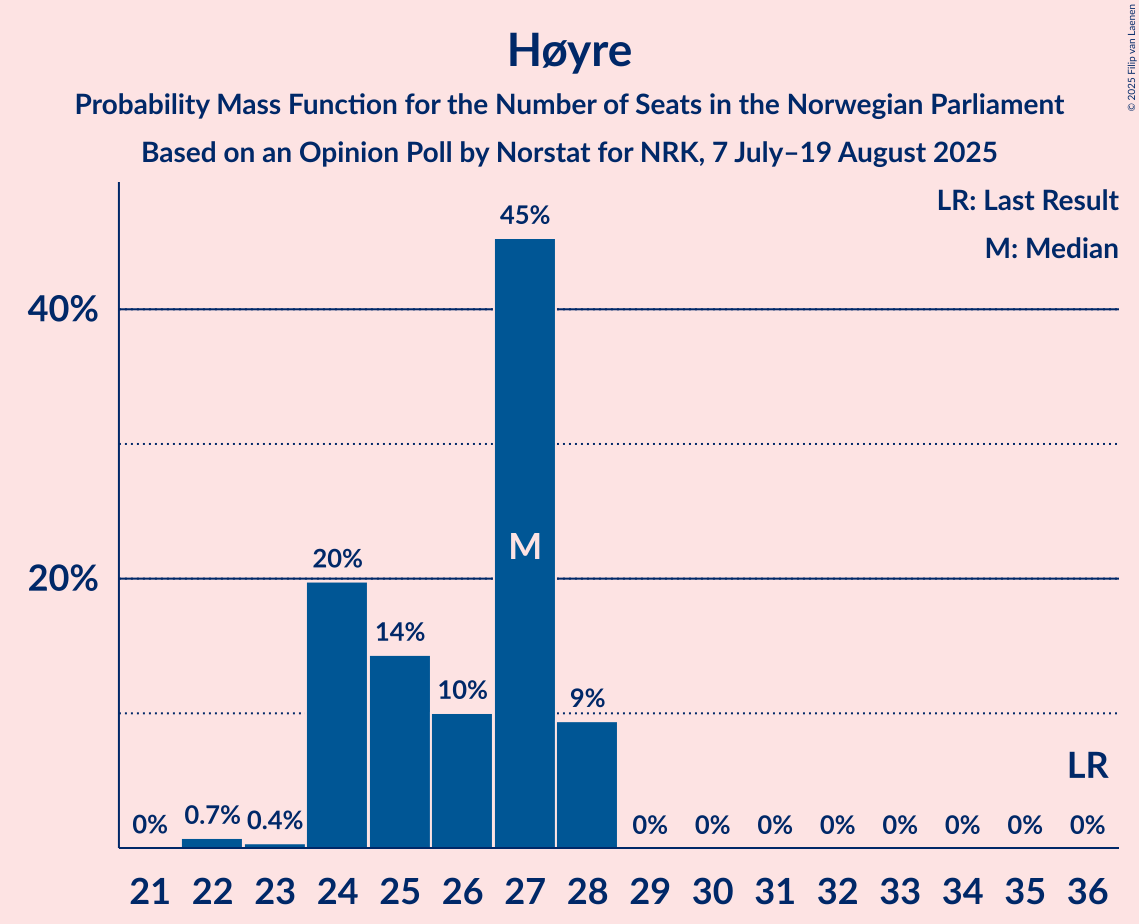 Høyre
Probability Mass Function for the Number of Seats in the Norwegian Parliament
Based on an Opinion Poll by Norstat for NRK, 7 July–19 August 2025
© 2025 Filip van Laenen
LR: Last Result
M: Median
45%
40%
M
20%
20%
14%
10%
9%
LR
0% 0.7% 0.4% 0% 0% 0% 0% 0% 0% 0% 0%
21 22 23 24 25 26 27 28 29 30 31 32 33 34 35 36